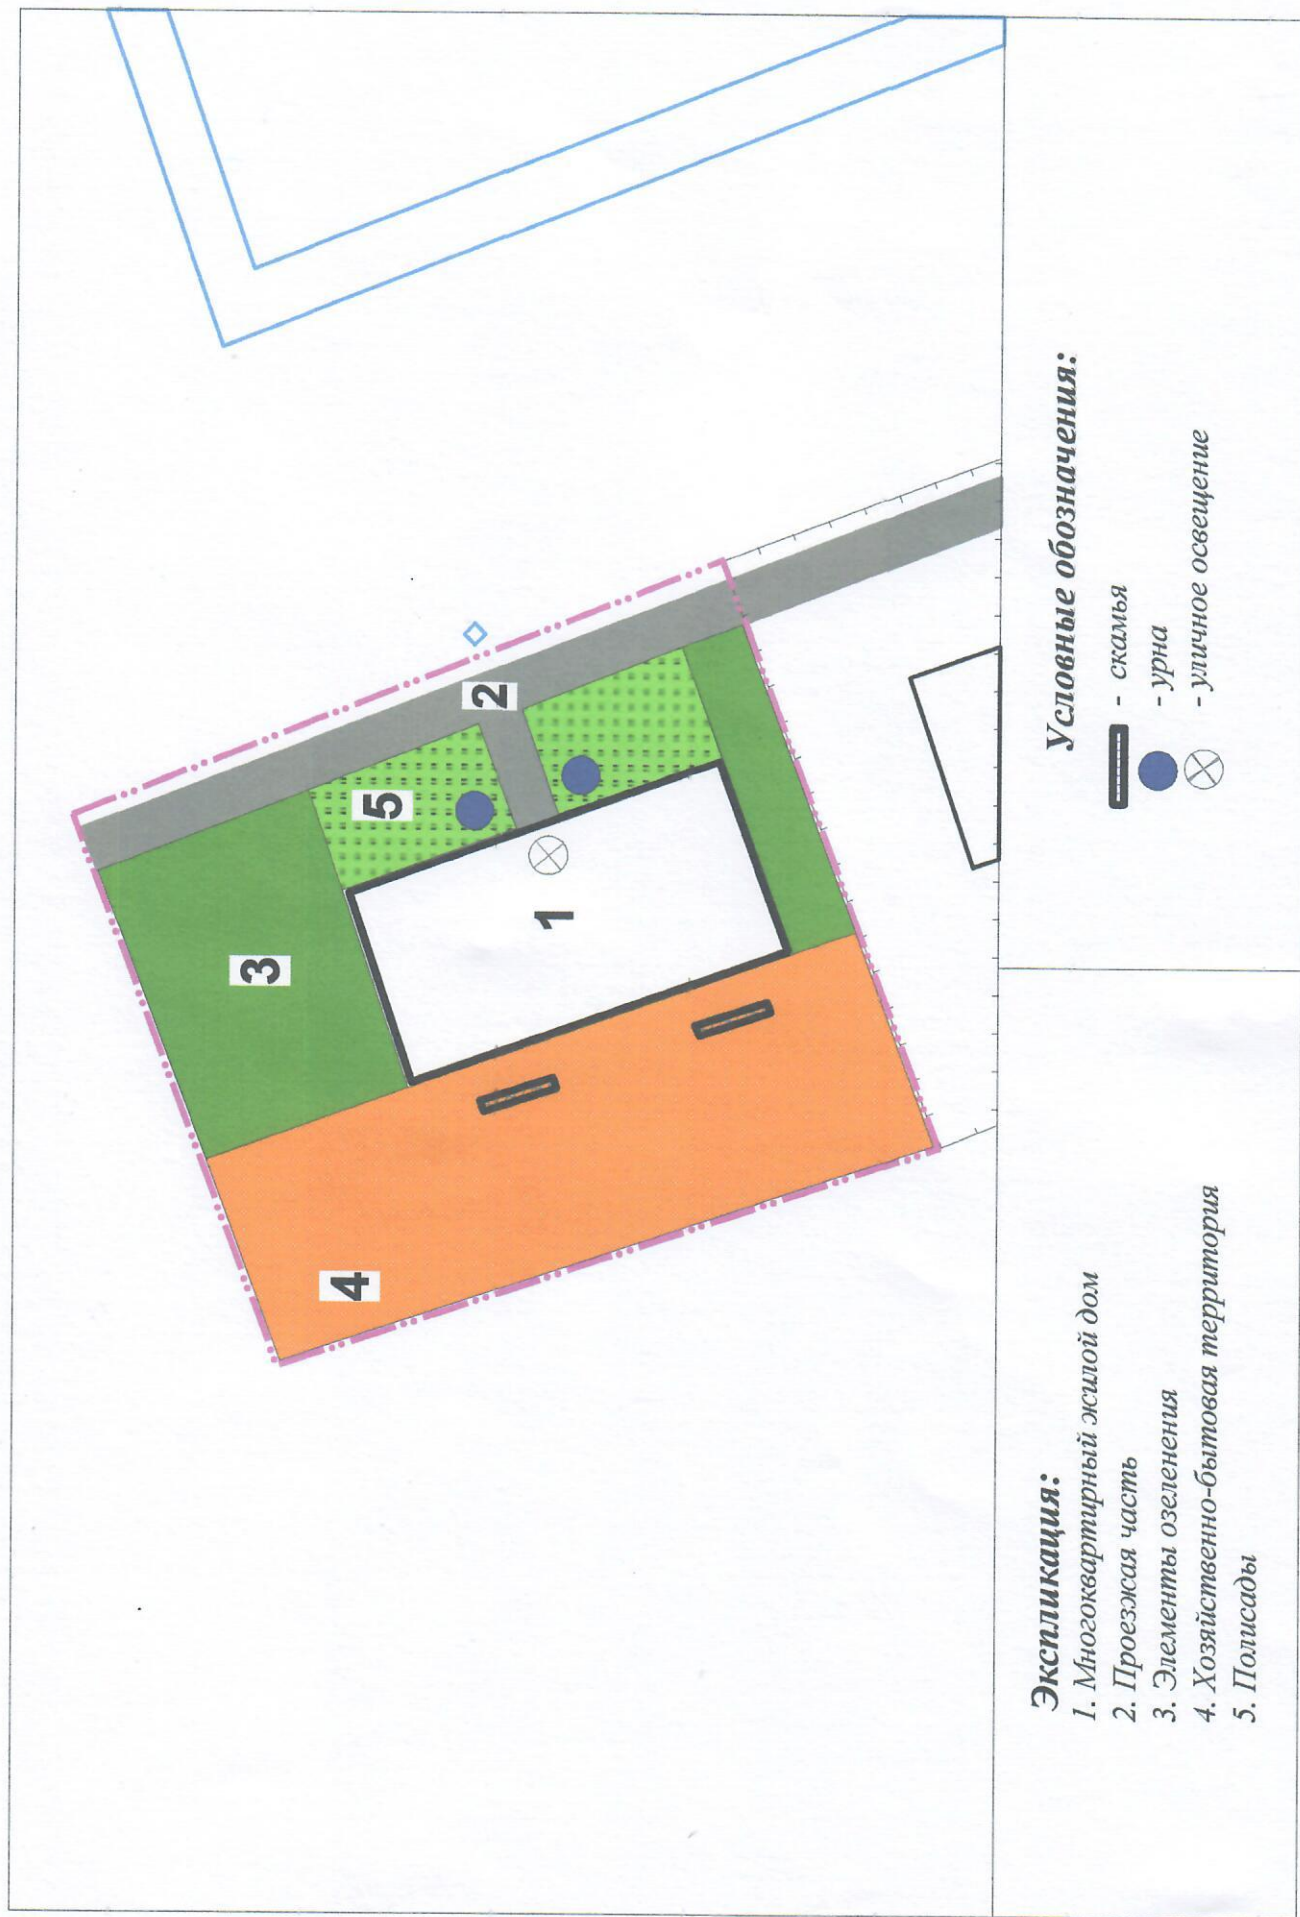 2
5
3
1
4
Экспликация:
1. Многоквартирный жилой дом
2. Проезжая часть
3. Элементы озеленения
4. Хозяйственно-бытовая территория
5. Полисады
Условные обозначения:
- скамья
- урна
- уличное освещение